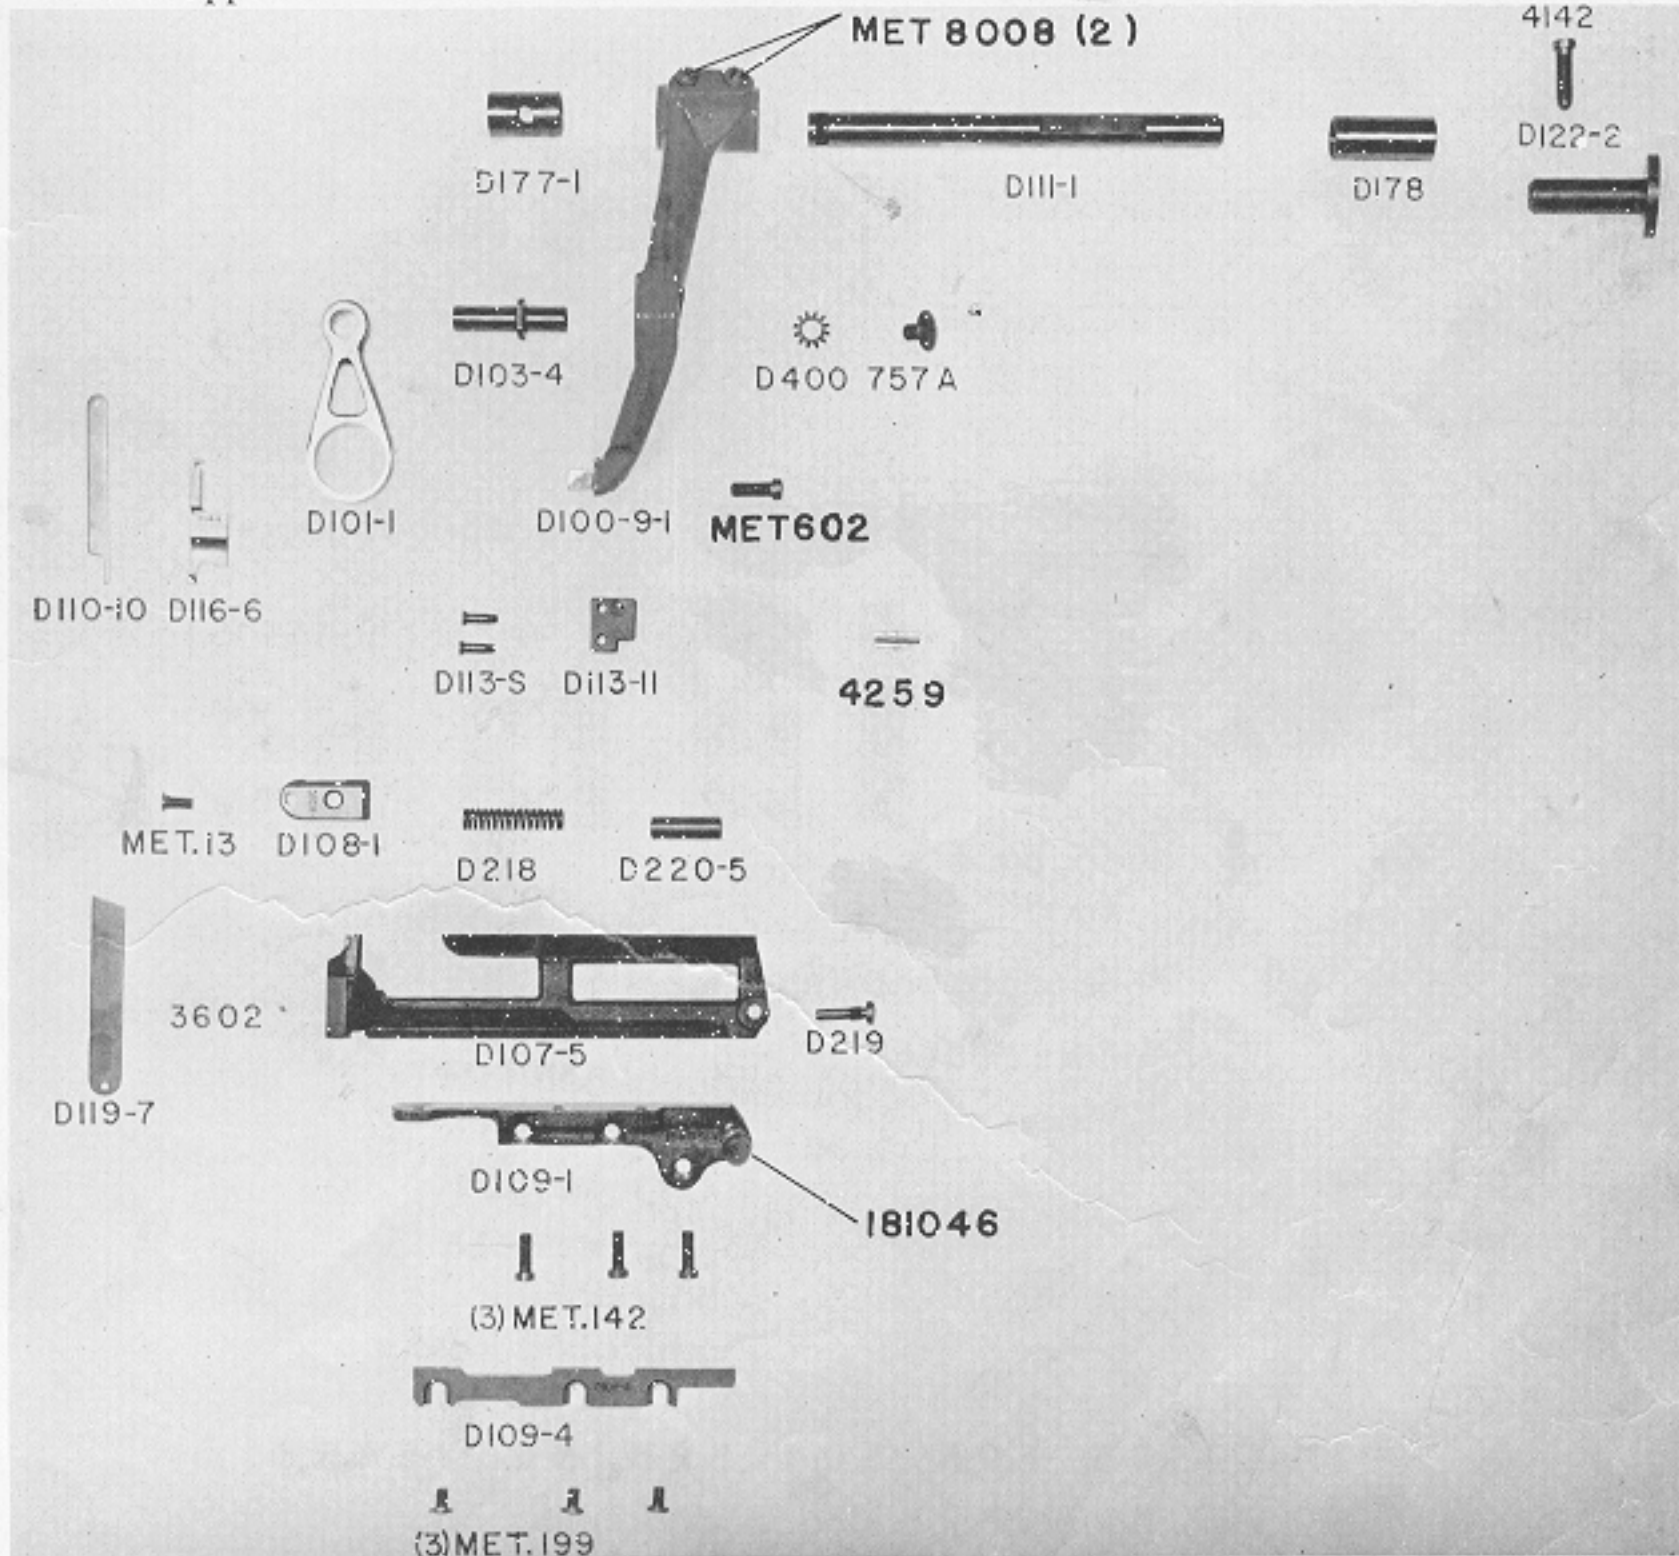 MET 8008 (2)
4142
D177-1
D111-1
D178
D122-2
D103-4
D400
757A
D101-1
D100-9-1
MET602
D110-10
D116-6
D113-S
D113-11
4259
MET.13
D108-1
D218
D220-5
3602
D107-5
D219
D119-7
D109-1
181046
(3) MET.142
D109-4
(3) MET.199